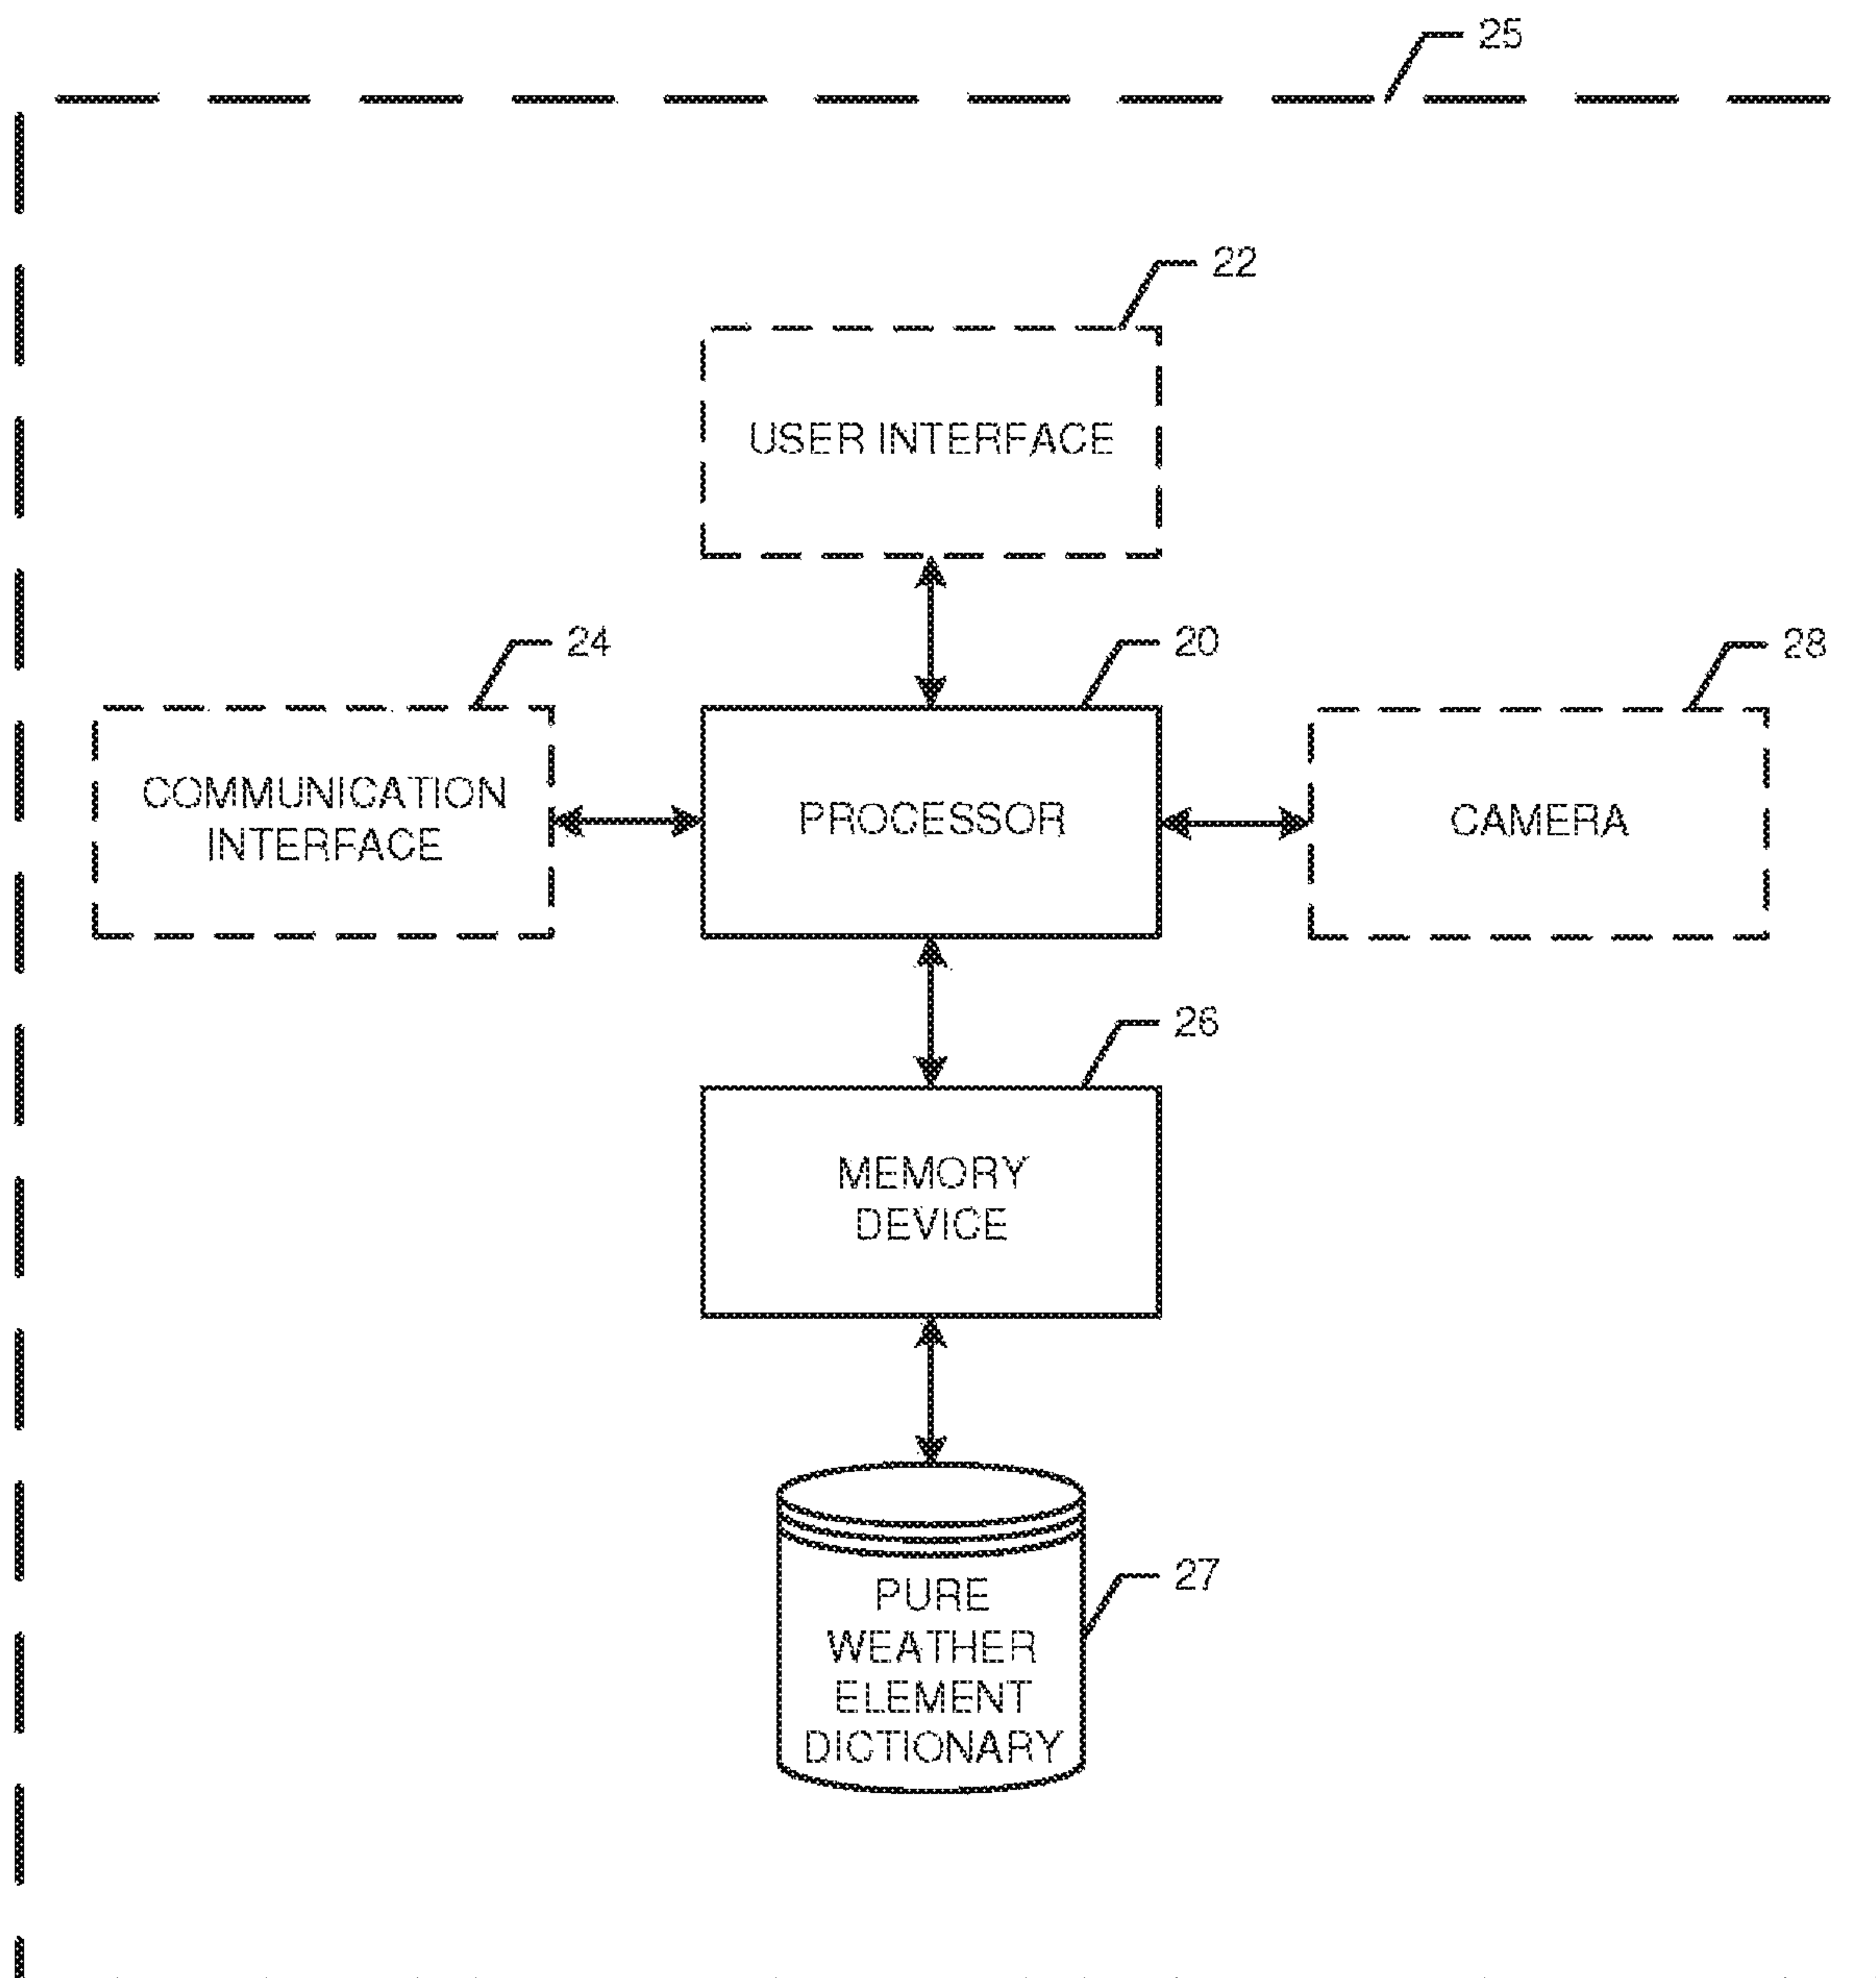 25
22
USER INTERFACE
24
20
28
COMMUNICATION
INTERFACE
PROCESSOR
CAMERA
26
MEMORY
DEVICE
27
PURE
WEATHER
ELEMENT
DICTIONARY